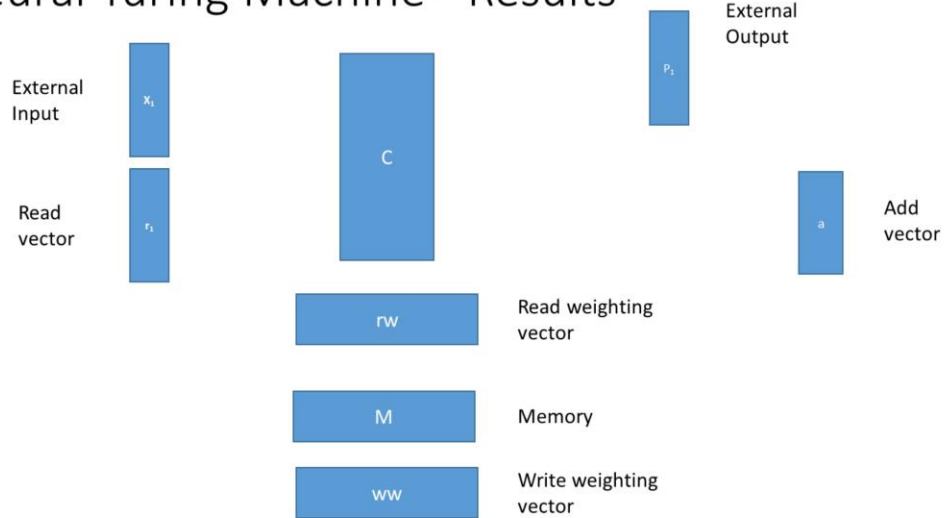 Turing Machine - Results
External
Output
External
Input
X₁
C
P₁
Read
vector
r₁
a
Add
vector
rw
Read weighting
vector
M
Memory
ww
Write weighting
vector